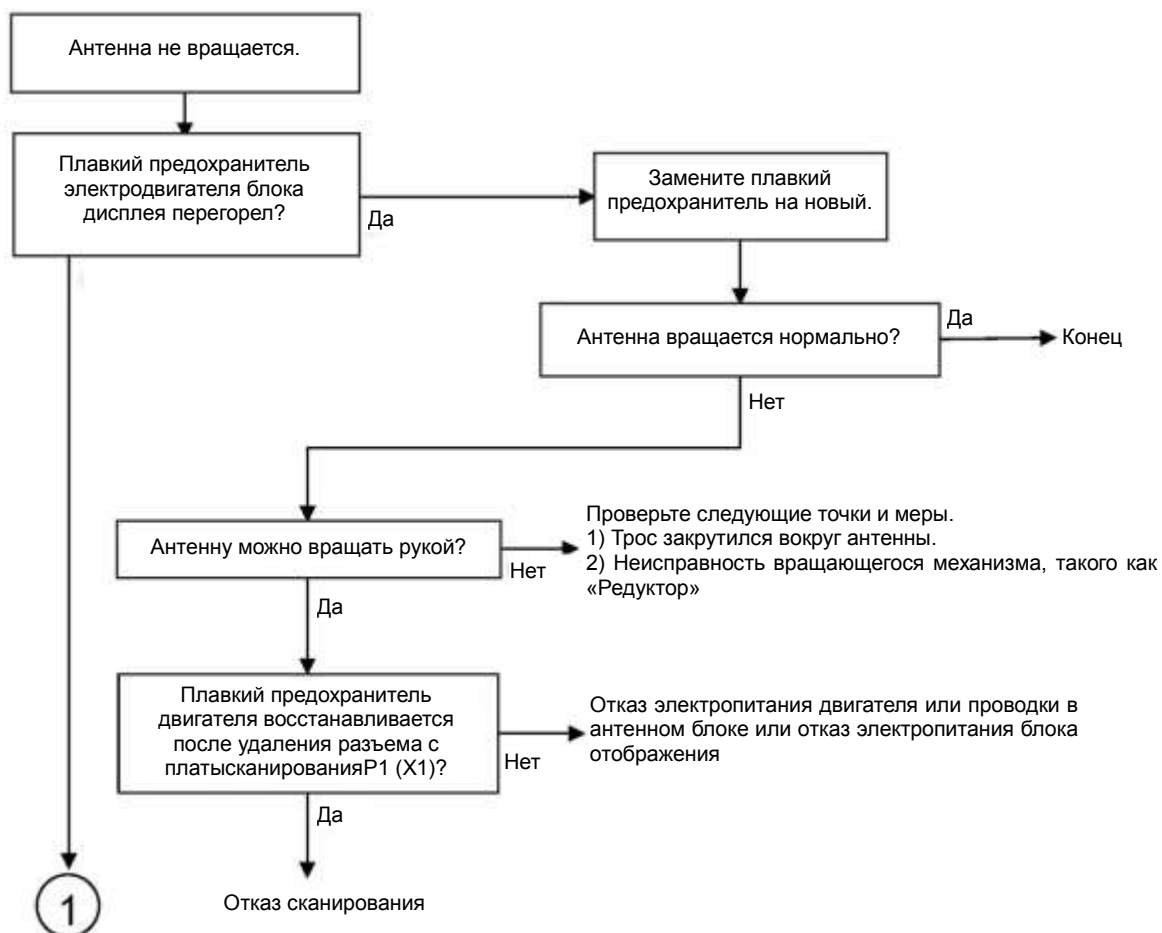 Антенна не вращается.
Плавкий предохранитель
электродвигателя блока
дисплея перегорел?
Да
Замените плавкий
предохранитель на новый.
Антенна вращается нормально?
Да
Конец
Нет
Антенну можно вращать рукой?
Нет
Проверьте следующие точки и меры.
1) Трос закрутился вокруг антенны.
2) Неисправность вращающегося механизма, такого как
«Редуктор»
Да
Плавкий предохранитель
двигателя восстанавливается
после удаления разъема с
платысканированияP1 (X1)?
Нет
Отказ электропитания двигателя или проводки в
антенном блоке или отказ электропитания блока
отображения
Да
Отказ сканирования
1